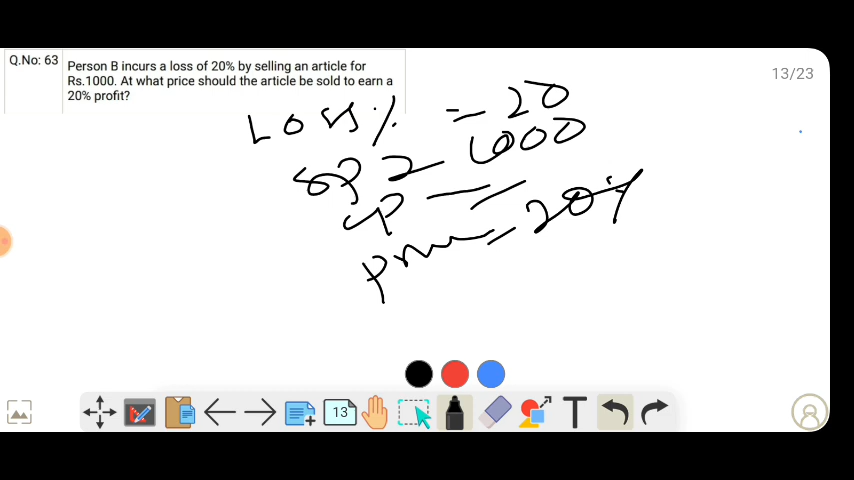 Q.No: 63
Person B incurs a loss of 20% by selling an article for
Rs.1000. At what price should the article be sold to earn a
20% profit?
13/23
Loss% = 20
SP = 1000
CP =
= 20%
13
T